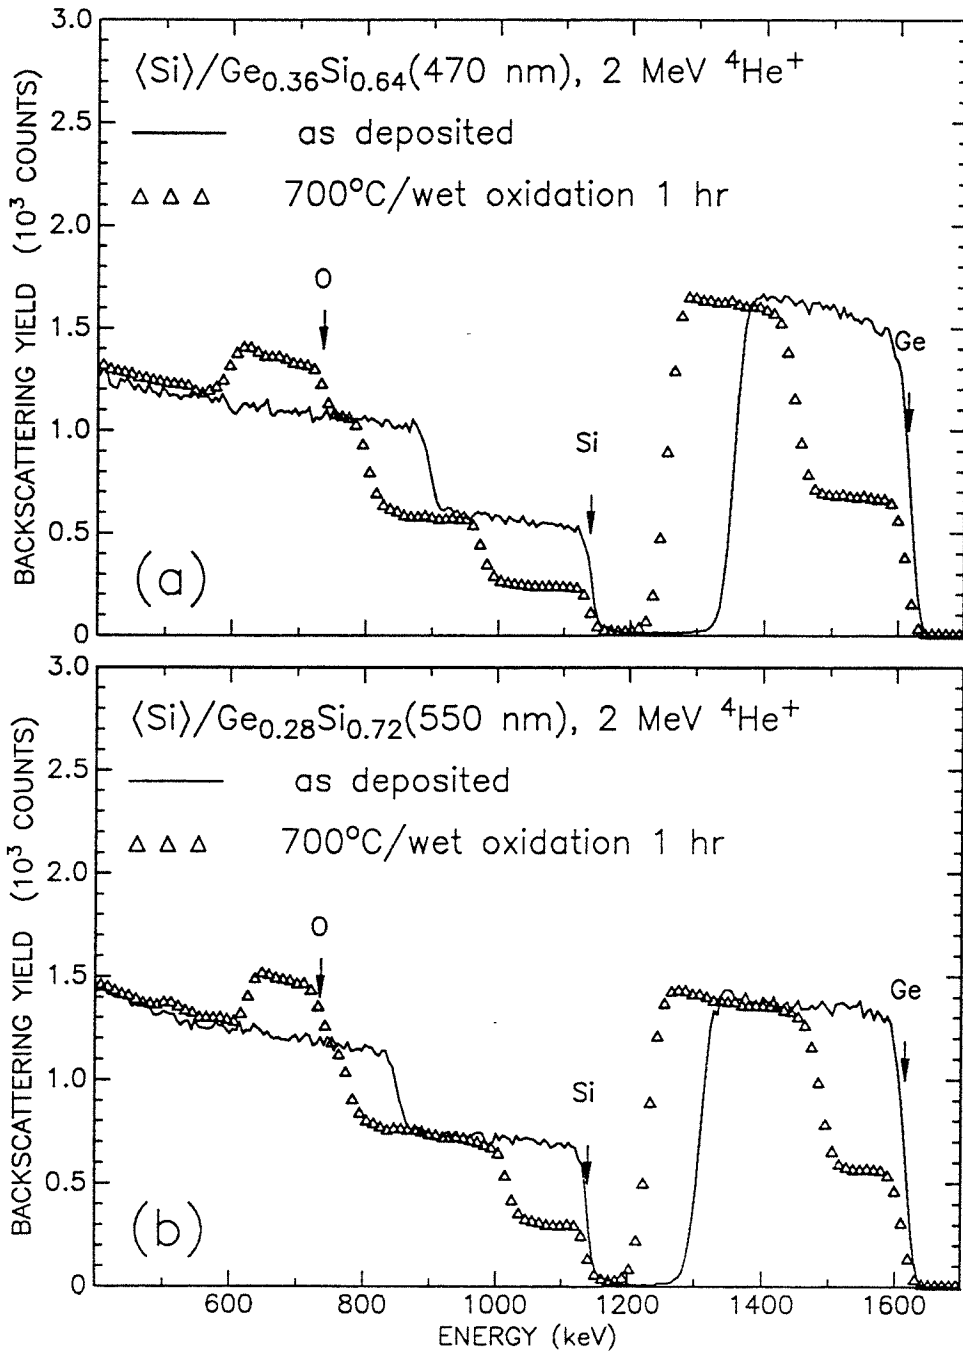 3.0
⟨Si⟩/Ge0.36Si0.64(470 nm), 2 MeV 4He+
2.5
as deposited
700°C/wet oxidation 1 hr
2.0
BACKSCATTERING YIELD (10³ COUNTS)
O
1.5
Ge
1.0
Si
0.5
(a)
0
3.0
⟨Si⟩/Ge0.28Si0.72(550 nm), 2 MeV 4He+
2.5
as deposited
700°C/wet oxidation 1 hr
2.0
BACKSCATTERING YIELD (10³ COUNTS)
O
1.5
Ge
1.0
Si
0.5
(b)
0
600 800 1000 1200 1400 1600
ENERGY (keV)